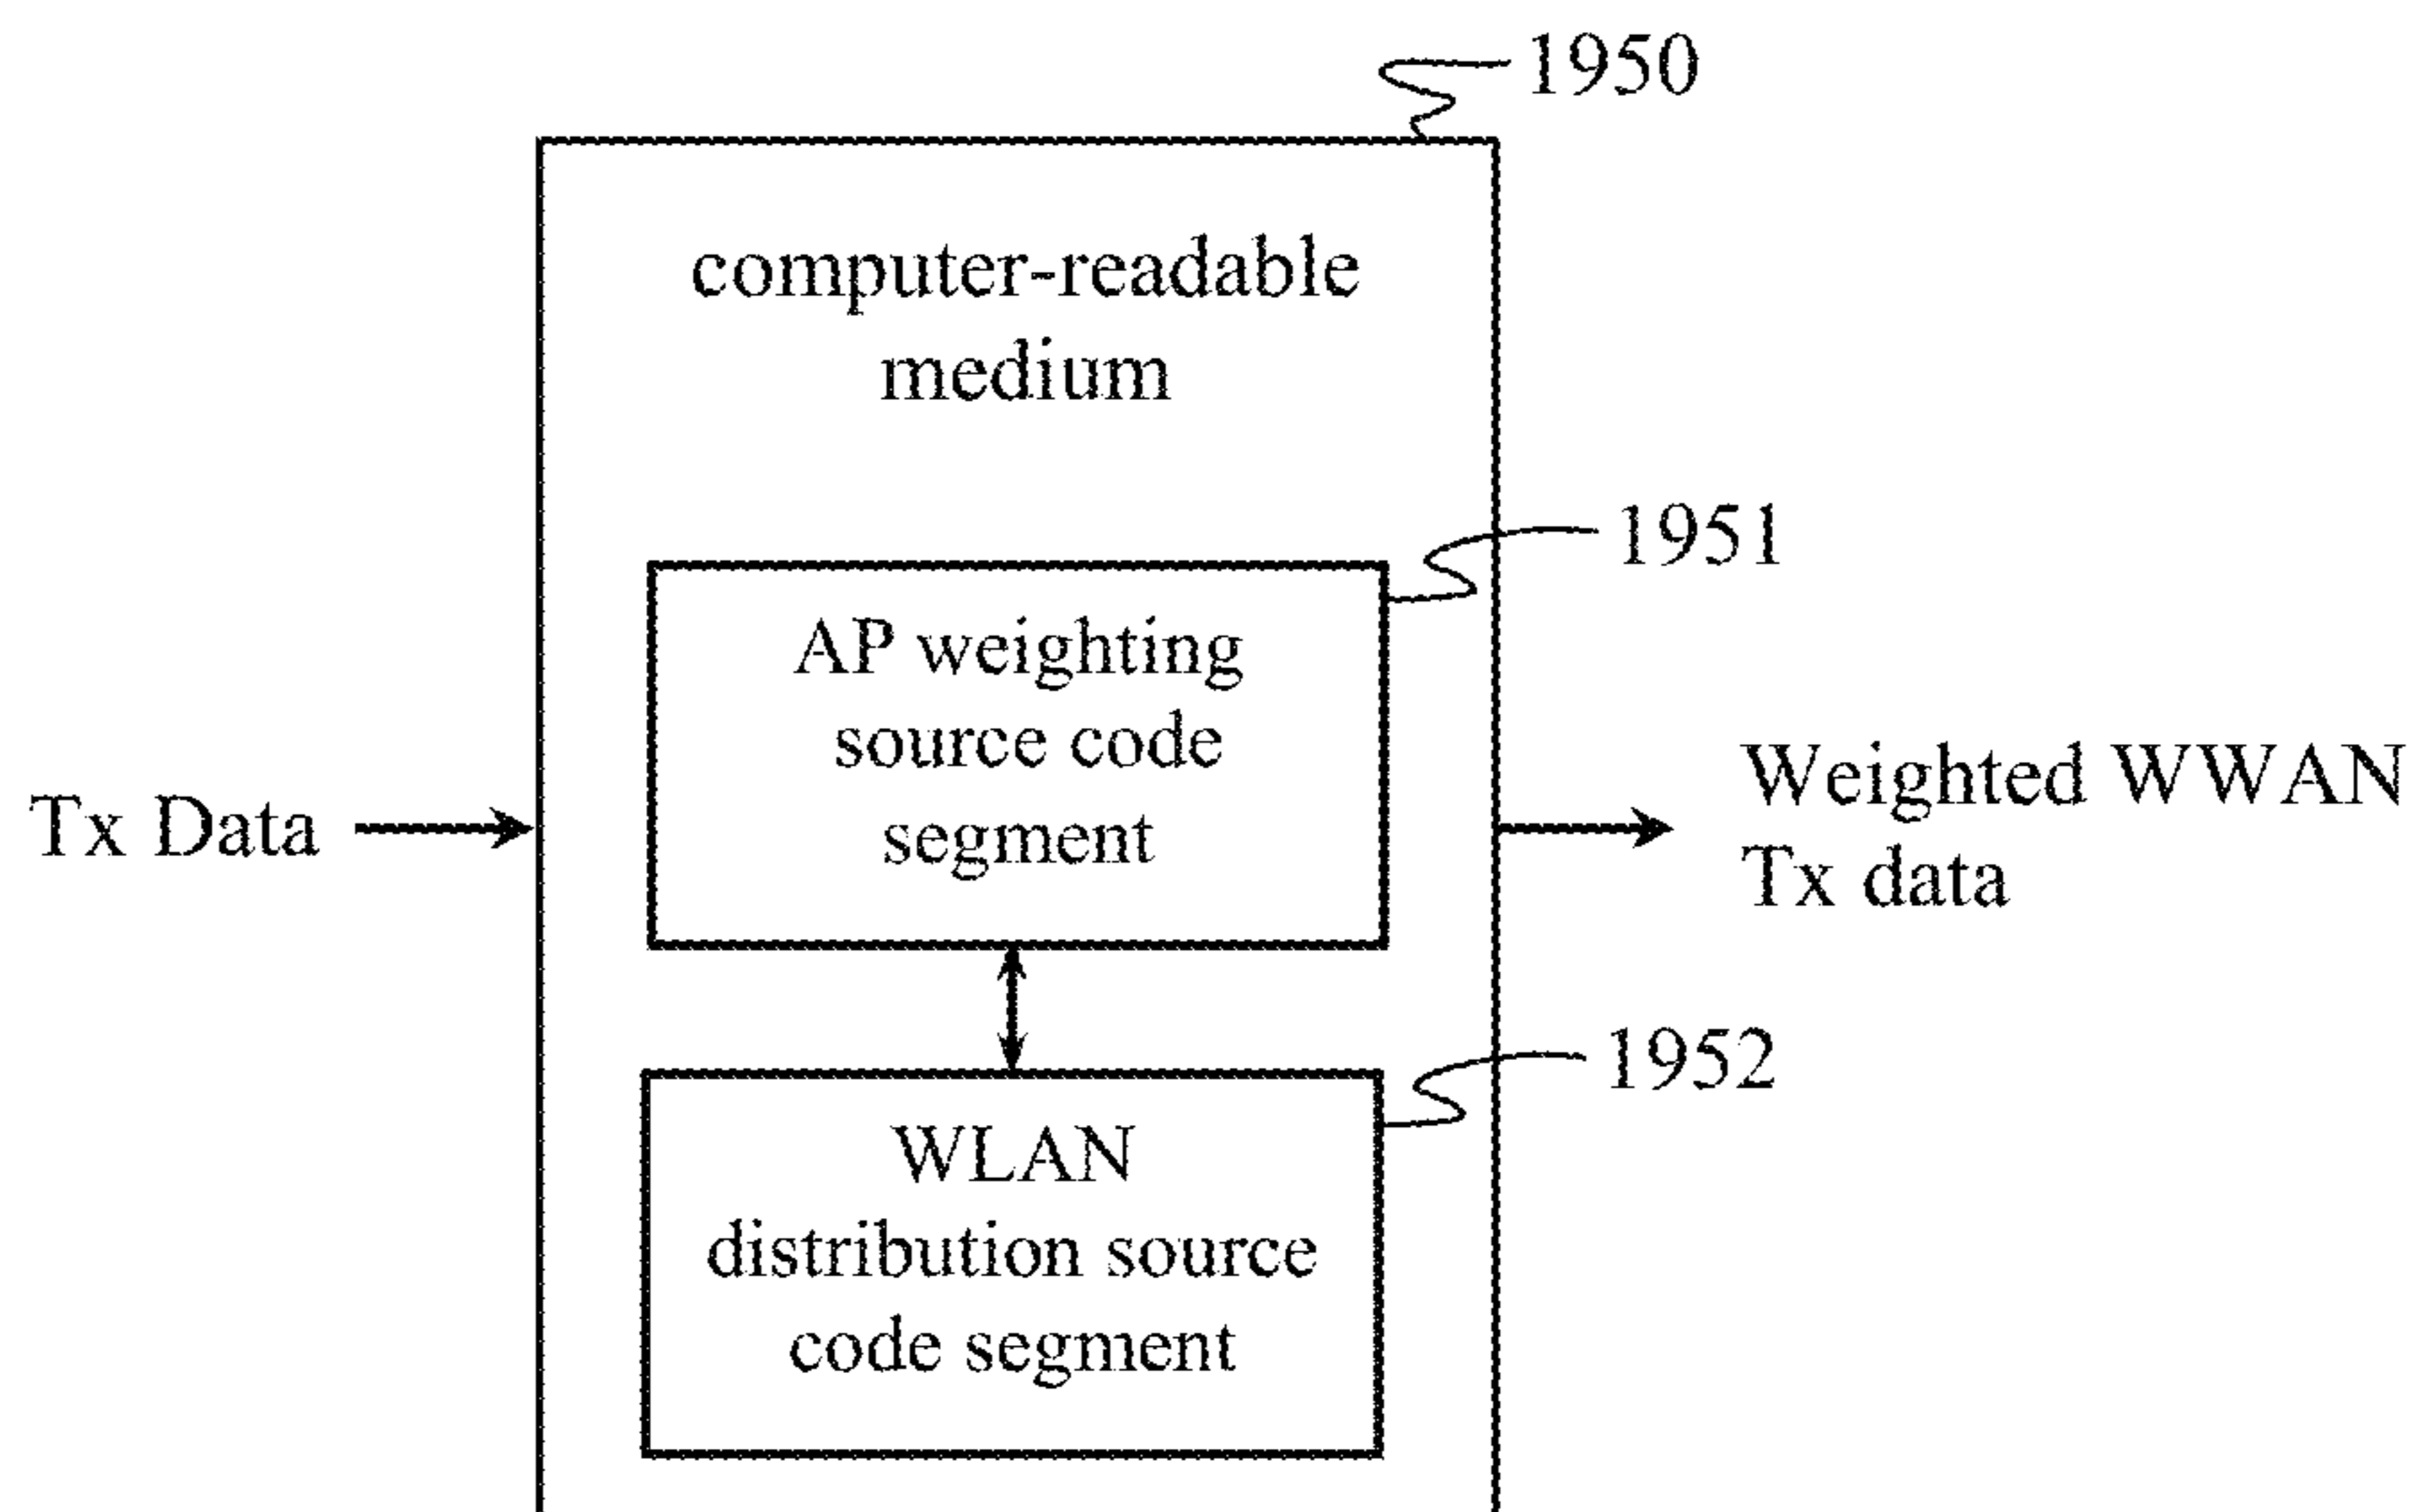 1950
computer-readable
medium
1951
AP weighting
source code
segment
Tx Data
Weighted WWAN
Tx data
1952
WLAN
distribution source
code segment